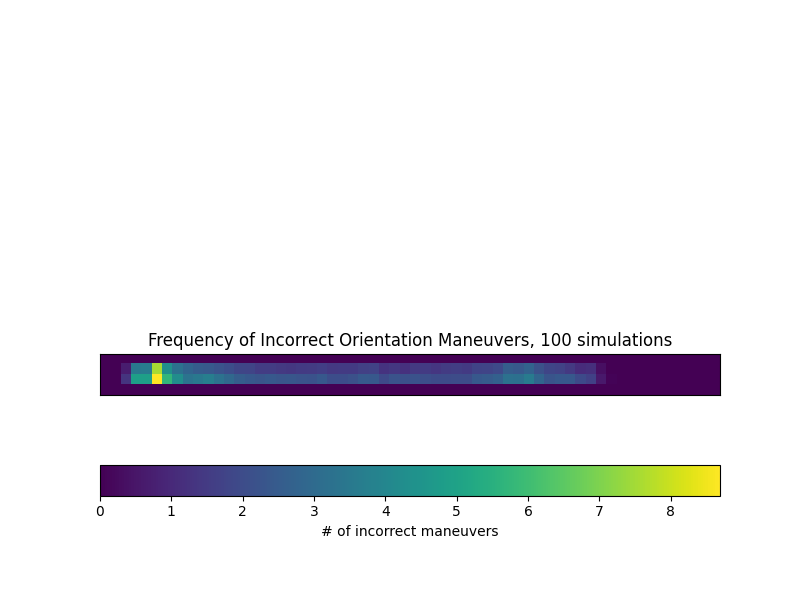 Frequency of Incorrect Orientation Maneuvers, 100 simulations
0 1 2 3 4 5 6 7 8
# of incorrect maneuvers